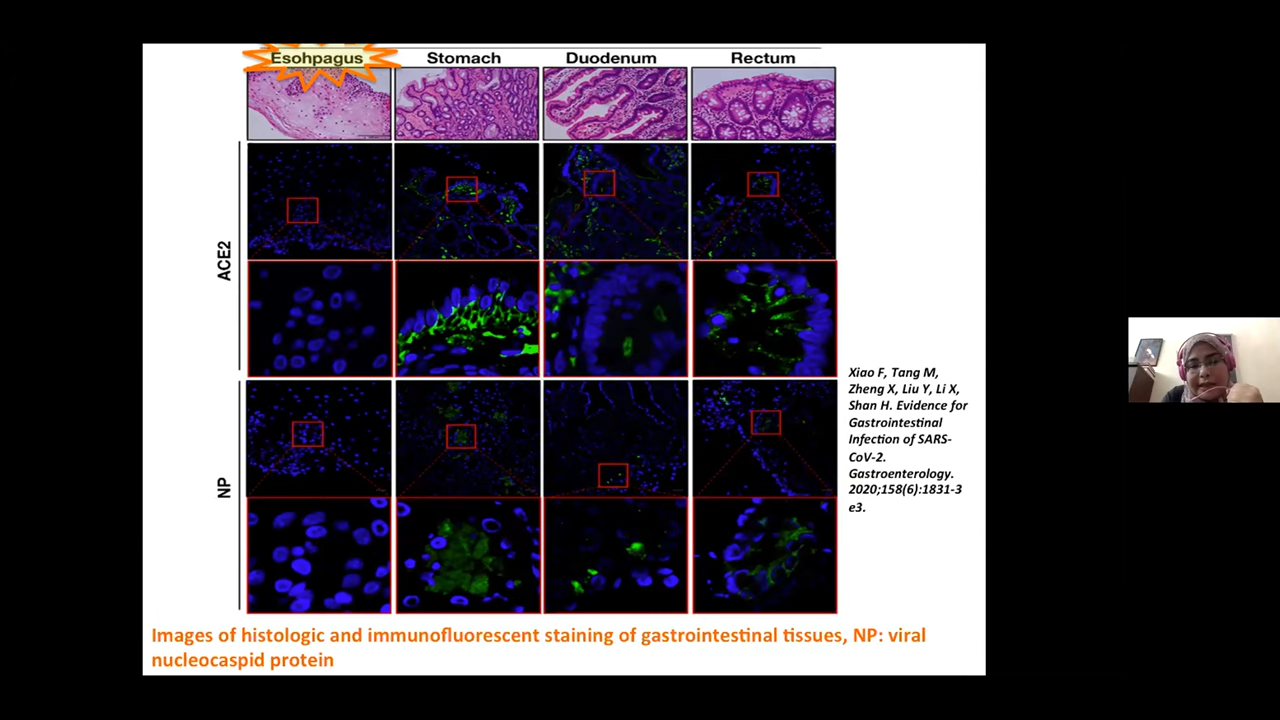 Esohpagus Stomach Duodenum Rectum
ACE2
NP
Xiao F, Tang M,
Zheng X, Liu Y, Li X,
Shan H. Evidence for
Gastrointestinal
Infection of SARS-
CoV-2.
Gastroenterology.
2020;158(6):1831-3
e3.
Images of histologic and immunofluorescent staining of gastrointestinal tissues, NP: viral
nucleocaspid protein